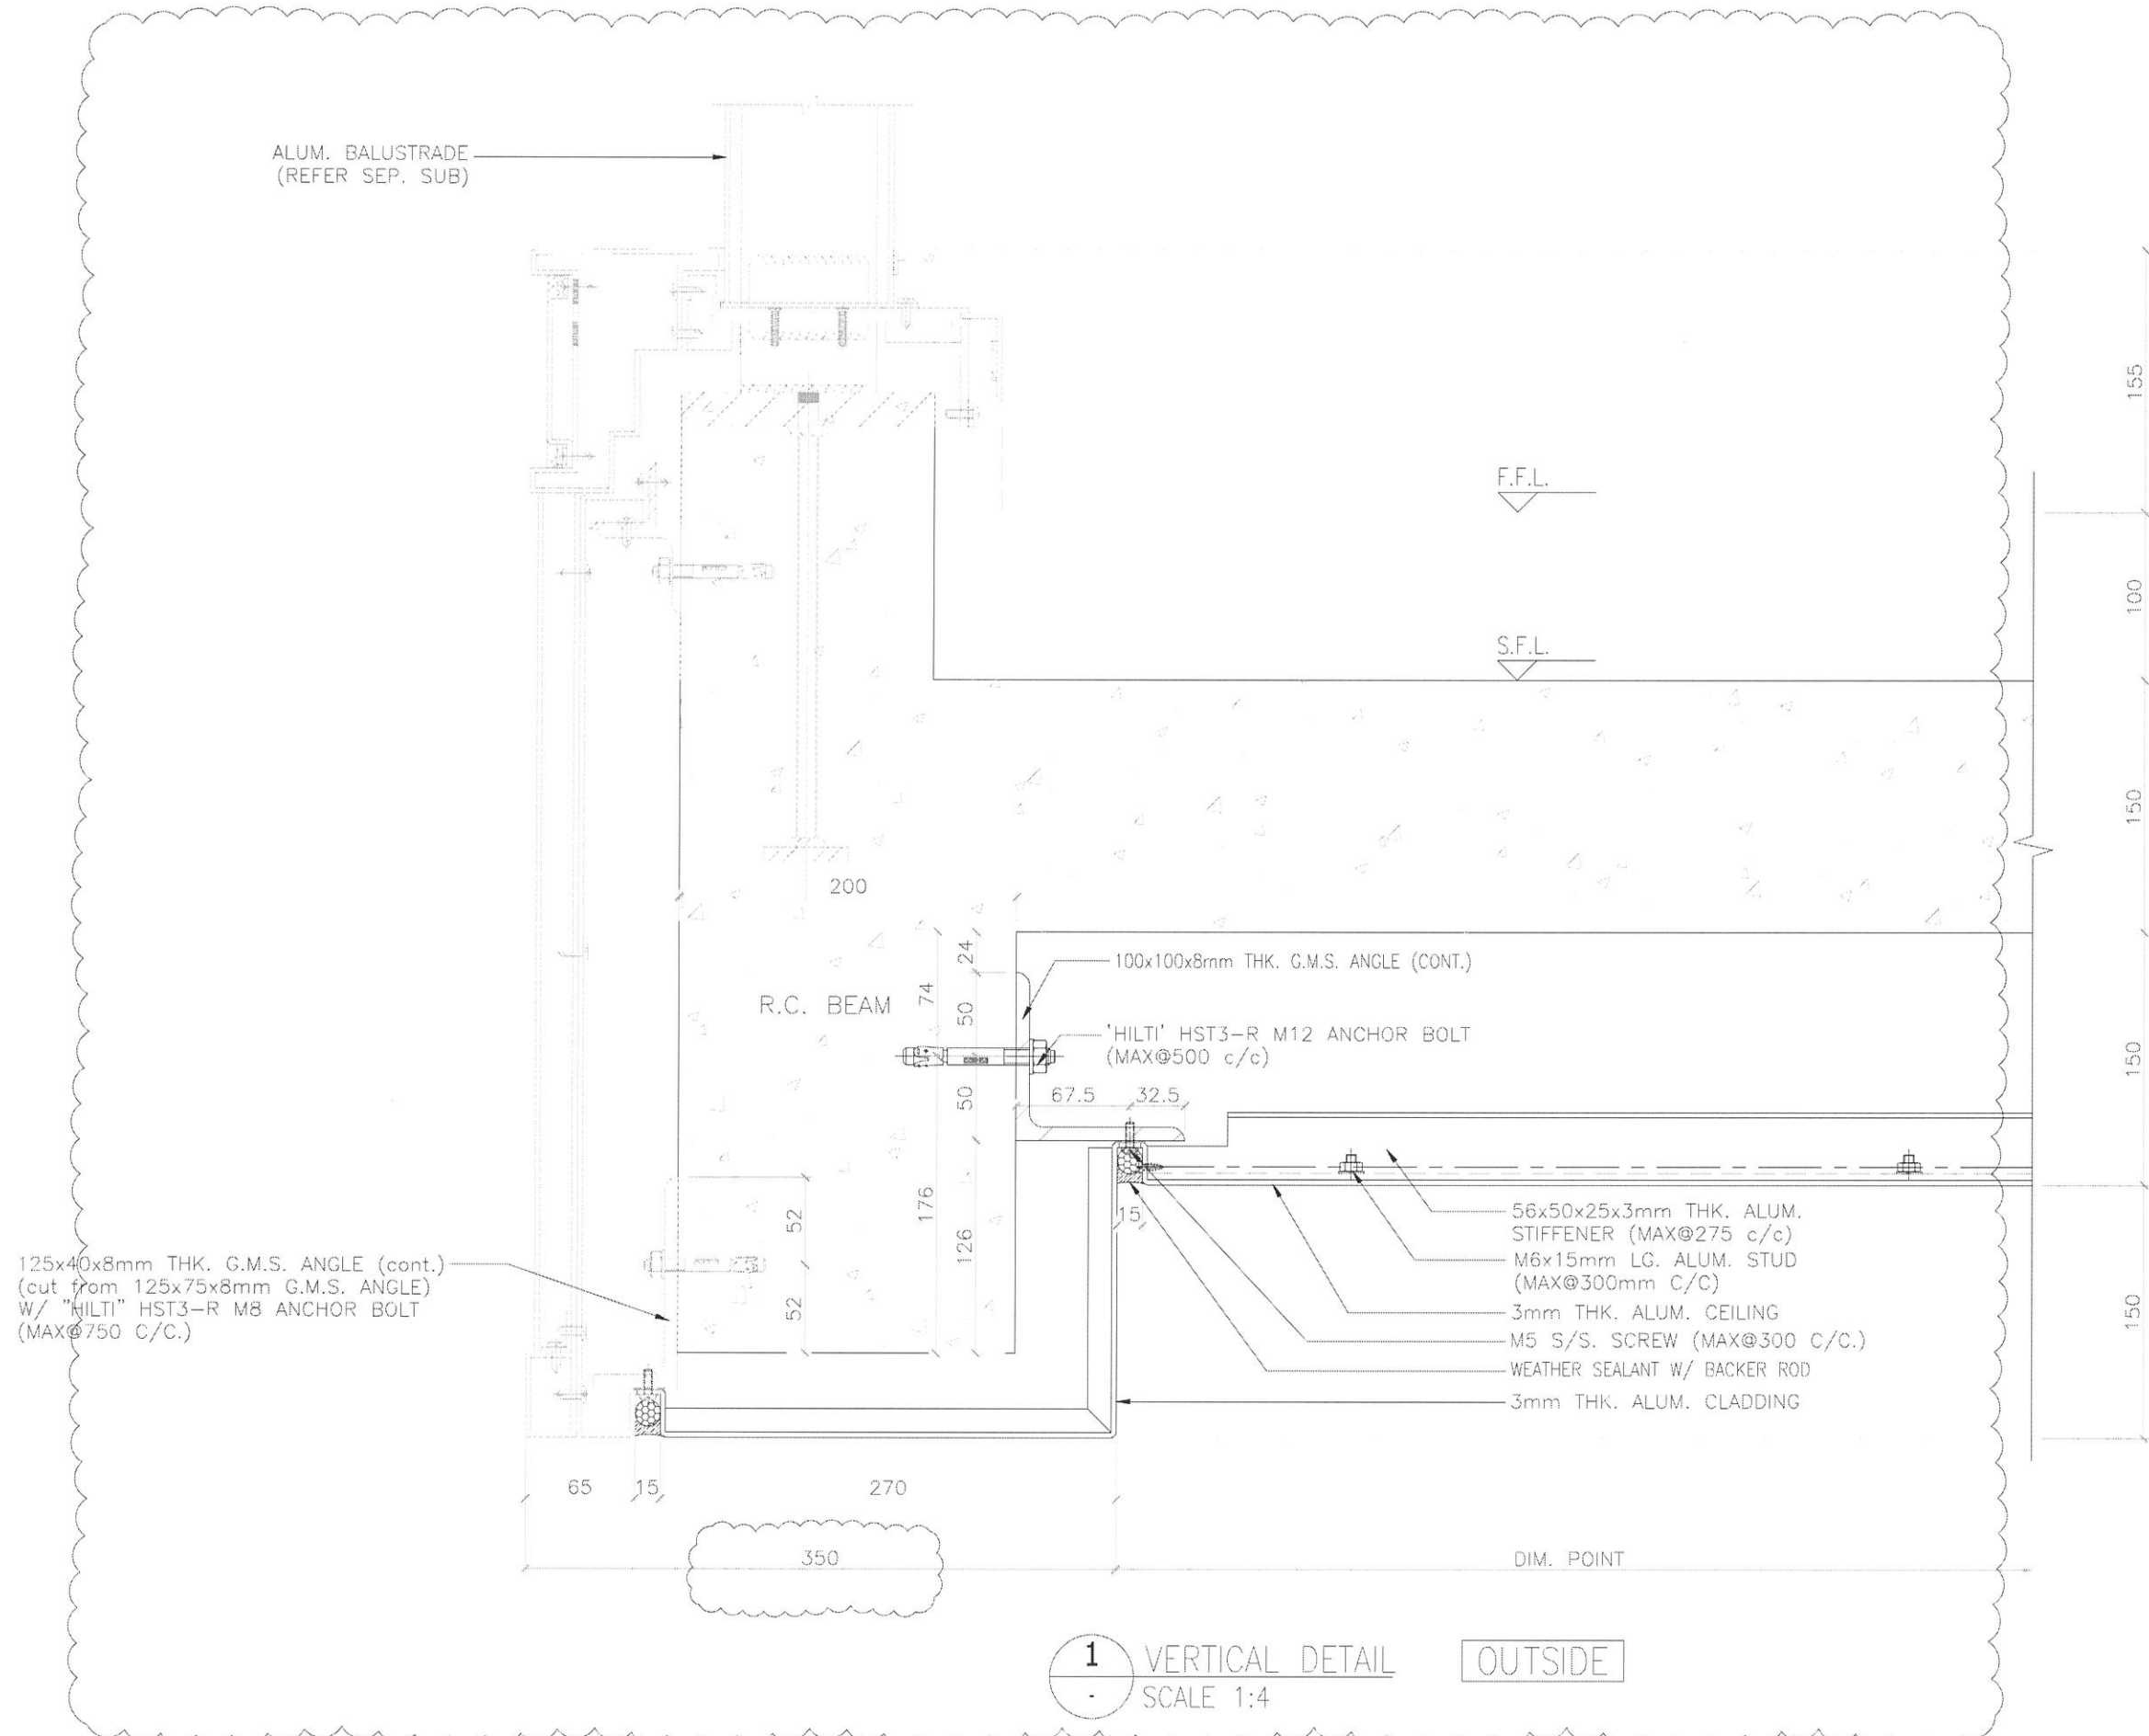 ALUM. BALUSTRADE
(REFER SEP. SUB)
155
F.F.L.
100
S.F.L.
150
200
24
74
50
100x100x8mm THK. G.M.S. ANGLE (CONT.)
R.C. BEAM
'HILTI' HST3-R M12 ANCHOR BOLT
(MAX@500 c/c)
150
50
67.5
32.5
176
126
15
52
52
56x50x25x3mm THK. ALUM.
STIFFENER (MAX@275 c/c)
M6x15mm LG. ALUM. STUD
(MAX@300mm C/C)
3mm THK. ALUM. CEILING
M5 S/S. SCREW (MAX@300 C/C.)
WEATHER SEALANT W/ BACKER ROD
3mm THK. ALUM. CLADDING
150
125x40x8mm THK. G.M.S. ANGLE (cont.)
(cut from 125x75x8mm G.M.S. ANGLE)
W/ "HILTI" HST3-R M8 ANCHOR BOLT
(MAX@750 C/C.)
65
15
270
350
DIM. POINT
1
-
VERTICAL DETAIL
SCALE 1:4
OUTSIDE